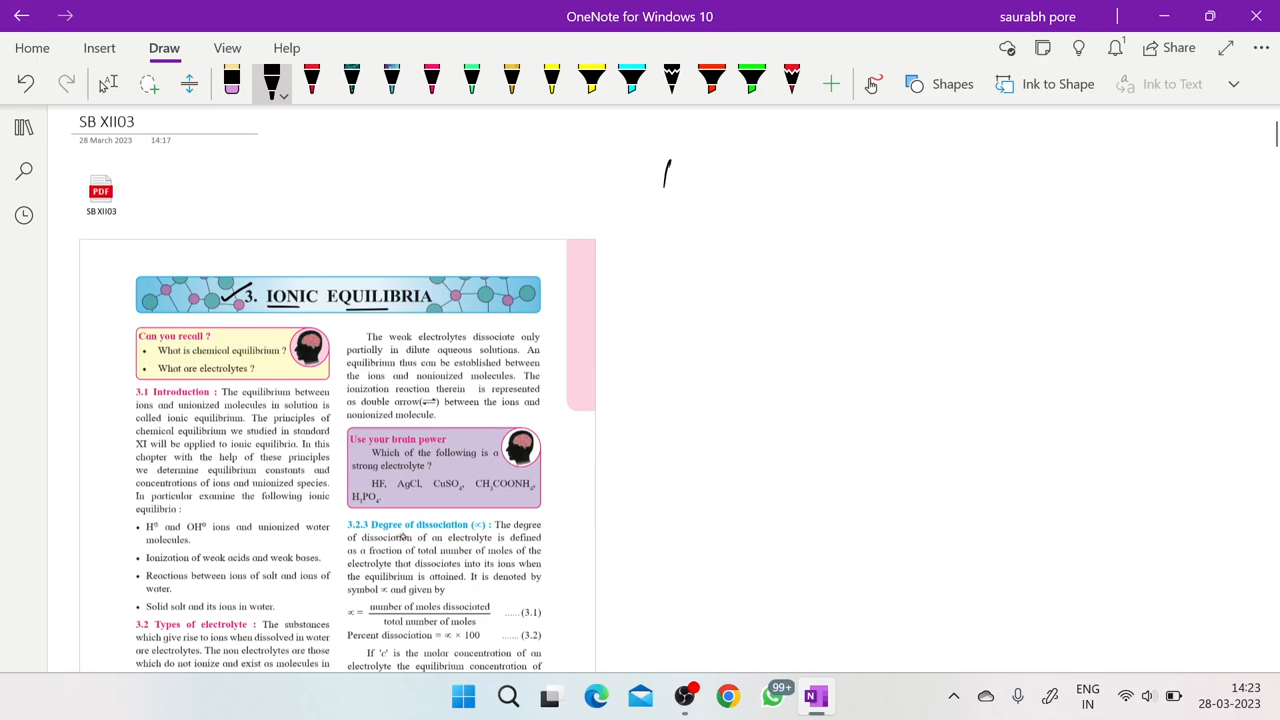 OneNote for Windows 10
saurabh pore
Home
Insert
Draw
View
Help
Share
Shapes
Ink to Shape
Ink to Text
SB XII03
28 March 2023 14:17
PDF
SB XII03
3. IONIC EQUILIBRIA
Can you recall ?
• What is chemical equilibrium ?
• What are electrolytes ?
3.1 Introduction : The equilibrium between
ions and unionized molecules in solution is
called ionic equilibrium. The principles of
chemical equilibrium we studied in standard
XI will be applied to ionic equilibrio. In this
chapter with the help of these principles
we determine equilibrium constants and
concentrations of ions and unionized species.
In particular examine the following ionic
equilibria :
• H⊕ and OH⊖ ions and unionized water
molecules.
• Ionization of weak acids and weak bases.
• Reactions between ions of salt and ions of
water.
• Solid salt and its ions in water.
3.2 Types of electrolyte : The substances
which give rise to ions when dissolved in water
are electrolytes. The non electrolytes are those
which do not ionize and exist as molecules in
The weak electrolytes dissociate only
partially in dilute aqueous solutions. An
equilibrium thus can be established between
the ions and nonionized molecules. The
ionization reaction therein is represented
as double arrow(⇌) between the ions and
nonionized molecule.
Use your brain power
Which of the following is a
strong electrolyte ?
HF, AgCl, CuSO₄, CH₃COONH₄,
H₃PO₄.
3.2.3 Degree of dissociation (∝) : The degree
of dissociation of an electrolyte is defined
as a fraction of total number of moles of the
electrolyte that dissociates into its ions when
the equilibrium is attained. It is denoted by
symbol ∝ and given by
∝ = number of moles dissociated / total number of moles ......(3.1)
Percent dissociation = ∝ × 100 ....... (3.2)
If 'c' is the molar concentration of an
electrolyte the equilibrium concentration of
99+
ENG
IN
14:23
28-03-2023